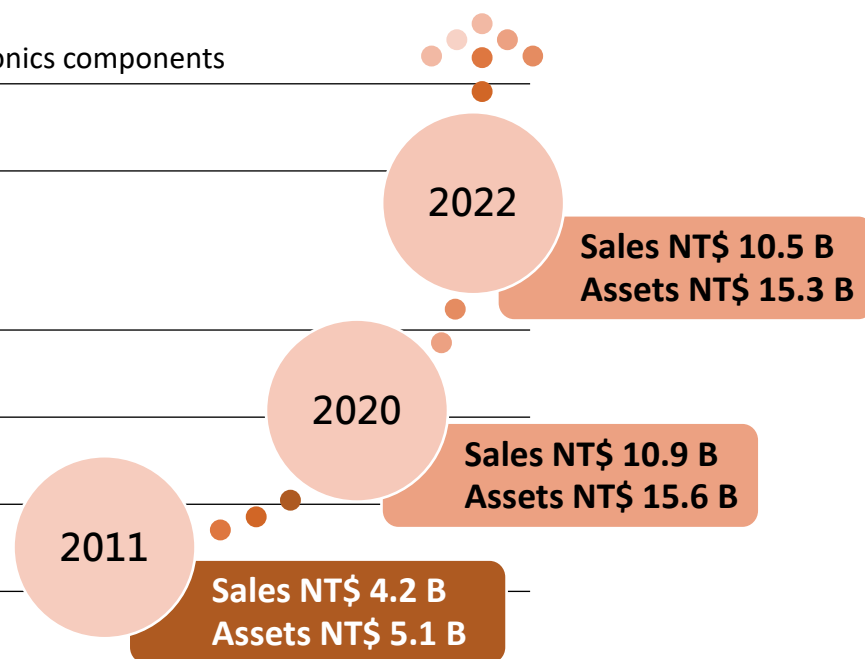 components
2022
Sales NT$ 10.5 B
Assets NT$ 15.3 B
2020
Sales NT$ 10.9 B
Assets NT$ 15.6 B
2011
Sales NT$ 4.2 B
Assets NT$ 5.1 B